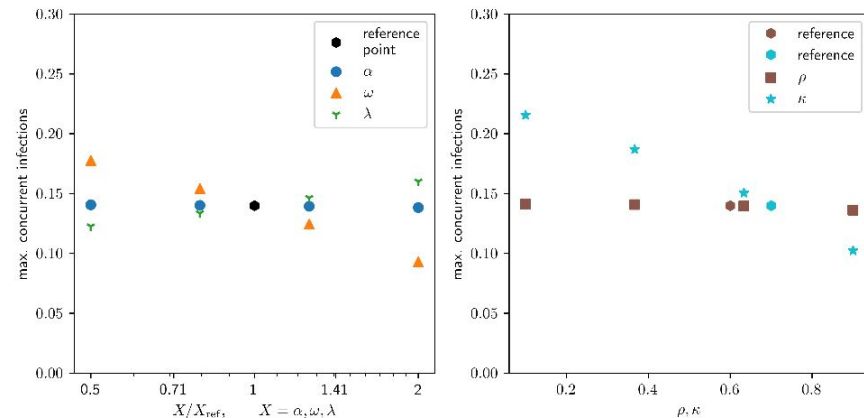 0.30
0.25
0.20
0.15
0.10
0.05
0.00
max. concurrent infections
reference
point
α
ω
λ
0.5
0.71
1
1.41
2
X/X_ref, X = α, ω, λ
0.30
0.25
0.20
0.15
0.10
0.05
0.00
max. concurrent infections
reference
reference
ρ
κ
0.2
0.4
0.6
0.8
ρ, κ